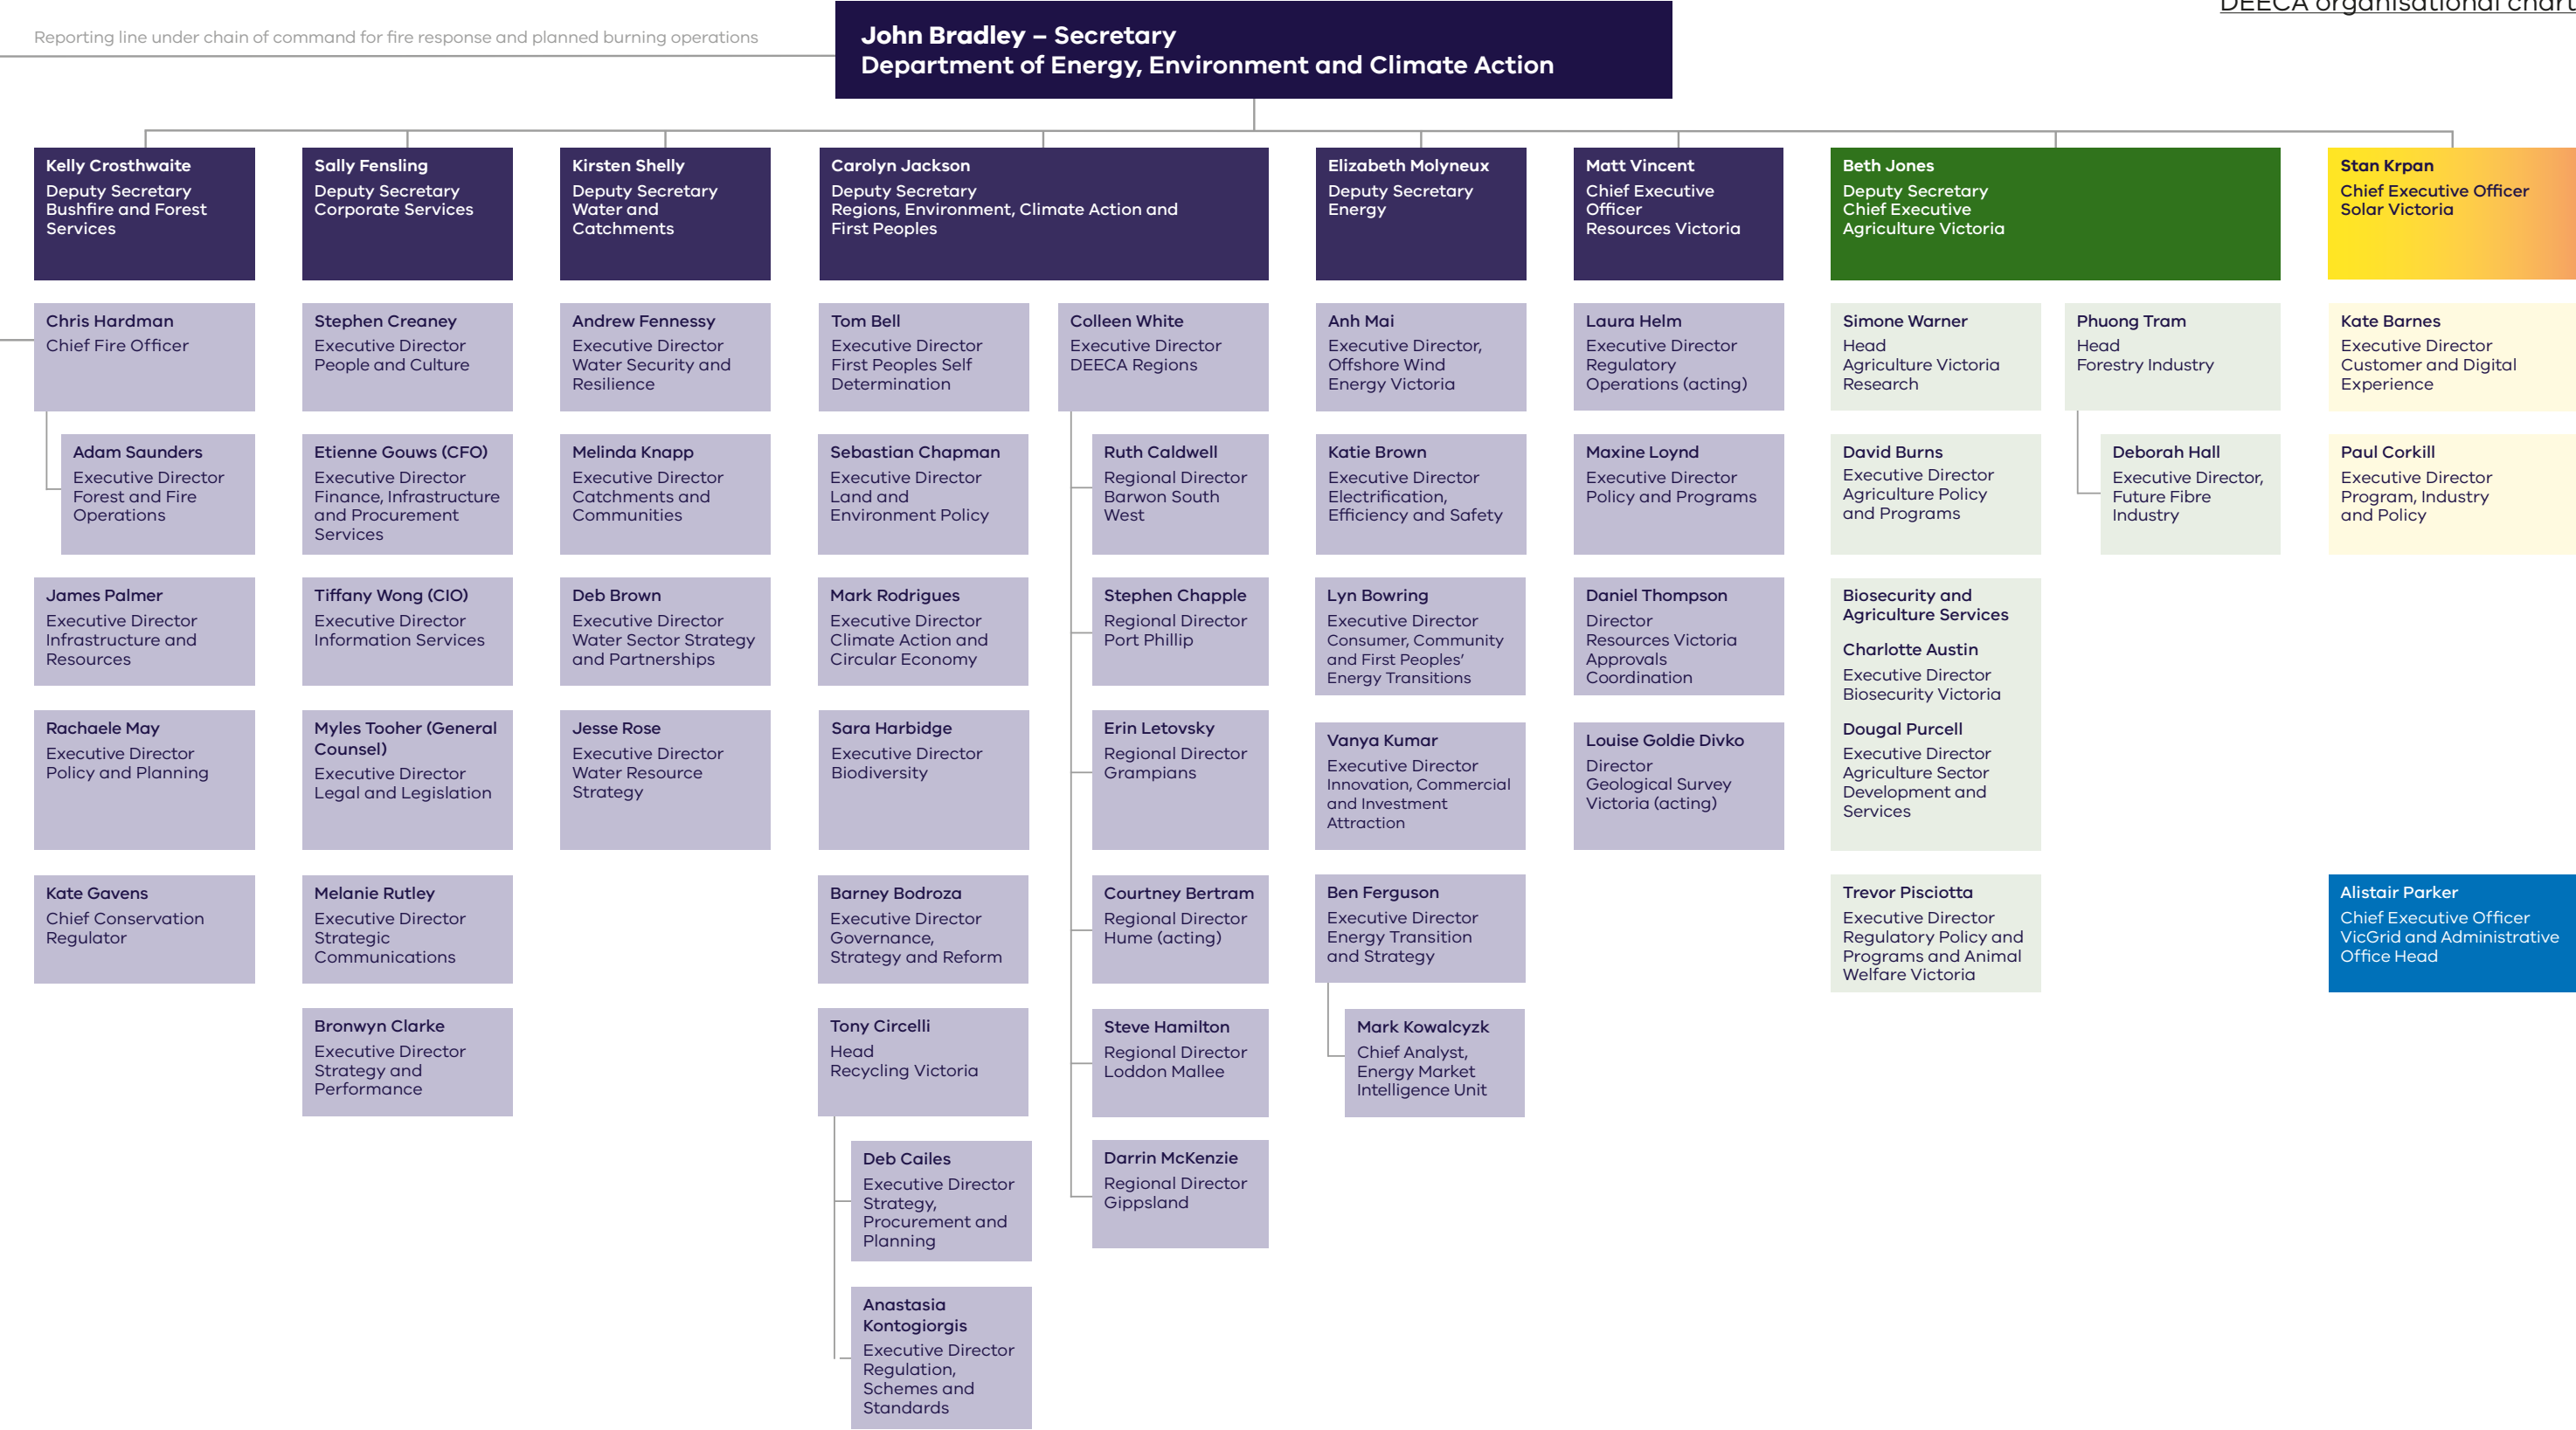 DEECA organisational chart
Reporting line under chain of command for fire response and planned burning operations
John Bradley – Secretary
Department of Energy, Environment and Climate Action
Kelly Crosthwaite
Deputy Secretary
Bushfire and Forest
Services
Chris Hardman
Chief Fire Officer
Adam Saunders
Executive Director
Forest and Fire
Operations
James Palmer
Executive Director
Infrastructure and
Resources
Rachaele May
Executive Director
Policy and Planning
Kate Gavens
Chief Conservation
Regulator
Sally Fensling
Deputy Secretary
Corporate Services
Stephen Creaney
Executive Director
People and Culture
Etienne Gouws (CFO)
Executive Director
Finance, Infrastructure
and Procurement
Services
Tiffany Wong (CIO)
Executive Director
Information Services
Myles Tooher (General
Counsel)
Executive Director
Legal and Legislation
Melanie Rutley
Executive Director
Strategic
Communications
Bronwyn Clarke
Executive Director
Strategy and
Performance
Kirsten Shelly
Deputy Secretary
Water and
Catchments
Andrew Fennessy
Executive Director
Water Security and
Resilience
Melinda Knapp
Executive Director
Catchments and
Communities
Deb Brown
Executive Director
Water Sector Strategy
and Partnerships
Jesse Rose
Executive Director
Water Resource
Strategy
Carolyn Jackson
Deputy Secretary
Regions, Environment, Climate Action and
First Peoples
Tom Bell
Executive Director
First Peoples Self
Determination
Sebastian Chapman
Executive Director
Land and
Environment Policy
Mark Rodrigues
Executive Director
Climate Action and
Circular Economy
Sara Harbidge
Executive Director
Biodiversity
Barney Bodroza
Executive Director
Governance,
Strategy and Reform
Tony Circelli
Head
Recycling Victoria
Deb Cailes
Executive Director
Strategy,
Procurement and
Planning
Anastasia
Kontogiorgis
Executive Director
Regulation,
Schemes and
Standards
Colleen White
Executive Director
DEECA Regions
Ruth Caldwell
Regional Director
Barwon South
West
Stephen Chapple
Regional Director
Port Phillip
Erin Letovsky
Regional Director
Grampians
Courtney Bertram
Regional Director
Hume (acting)
Steve Hamilton
Regional Director
Loddon Mallee
Darrin McKenzie
Regional Director
Gippsland
Elizabeth Molyneux
Deputy Secretary
Energy
Anh Mai
Executive Director,
Offshore Wind
Energy Victoria
Katie Brown
Executive Director
Electrification,
Efficiency and Safety
Lyn Bowring
Executive Director
Consumer, Community
and First Peoples’
Energy Transitions
Vanya Kumar
Executive Director
Innovation, Commercial
and Investment
Attraction
Ben Ferguson
Executive Director
Energy Transition
and Strategy
Mark Kowalcyzk
Chief Analyst,
Energy Market
Intelligence Unit
Matt Vincent
Chief Executive
Officer
Resources Victoria
Laura Helm
Executive Director
Regulatory
Operations (acting)
Maxine Loynd
Executive Director
Policy and Programs
Daniel Thompson
Director
Resources Victoria
Approvals
Coordination
Louise Goldie Divko
Director
Geological Survey
Victoria (acting)
Beth Jones
Deputy Secretary
Chief Executive
Agriculture Victoria
Simone Warner
Head
Agriculture Victoria
Research
David Burns
Executive Director
Agriculture Policy
and Programs
Biosecurity and
Agriculture Services
Charlotte Austin
Executive Director
Biosecurity Victoria
Dougal Purcell
Executive Director
Agriculture Sector
Development and
Services
Trevor Pisciotta
Executive Director
Regulatory Policy and
Programs and Animal
Welfare Victoria
Phuong Tram
Head
Forestry Industry
Deborah Hall
Executive Director,
Future Fibre
Industry
Stan Krpan
Chief Executive Officer
Solar Victoria
Kate Barnes
Executive Director
Customer and Digital
Experience
Paul Corkill
Executive Director
Program, Industry
and Policy
Alistair Parker
Chief Executive Officer
VicGrid and Administrative
Office Head